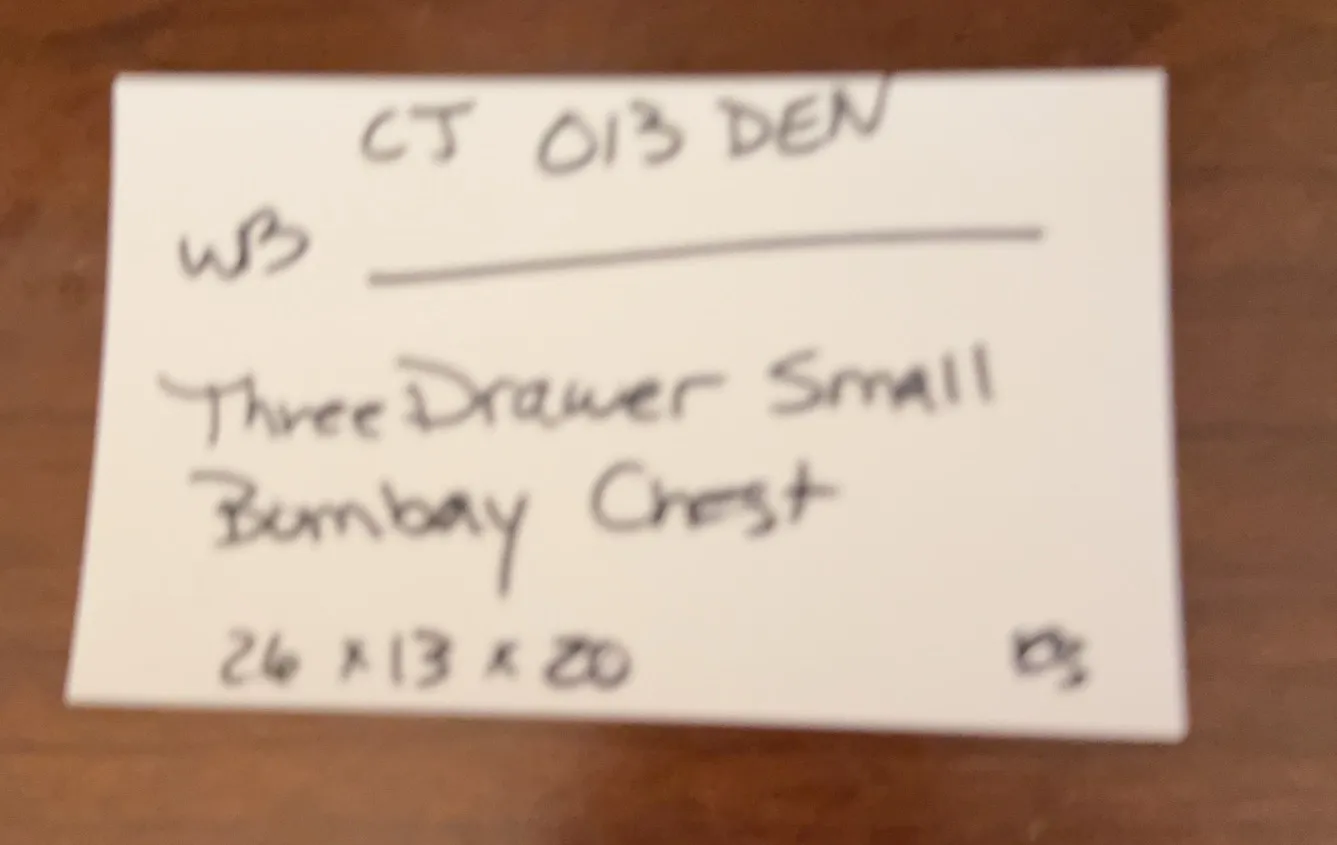 CJ 013 DEN
WB
Three Drawer Small
Bombay Chest
26 x 13 x 20